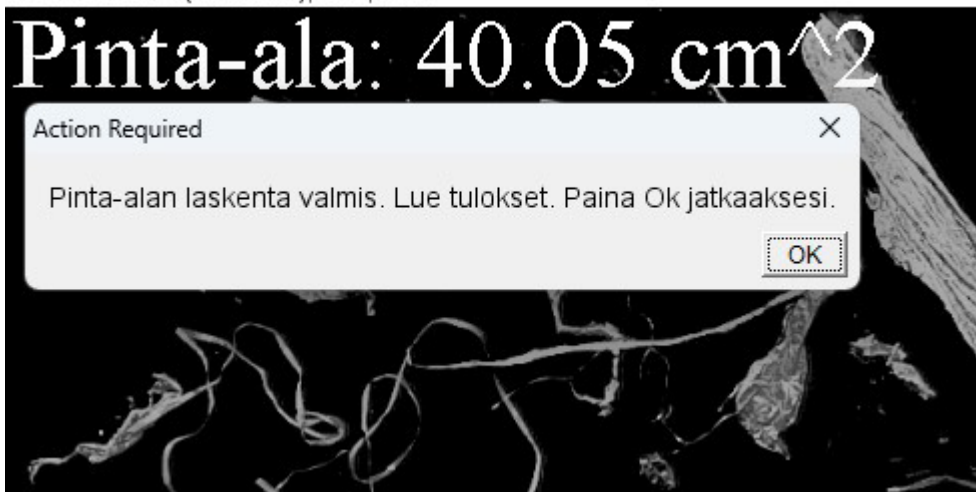 Pinta-ala: 40.05 cm^2
Action Required
Pinta-alan laskenta valmis. Lue tulokset. Paina Ok jatkaaksesi.
OK